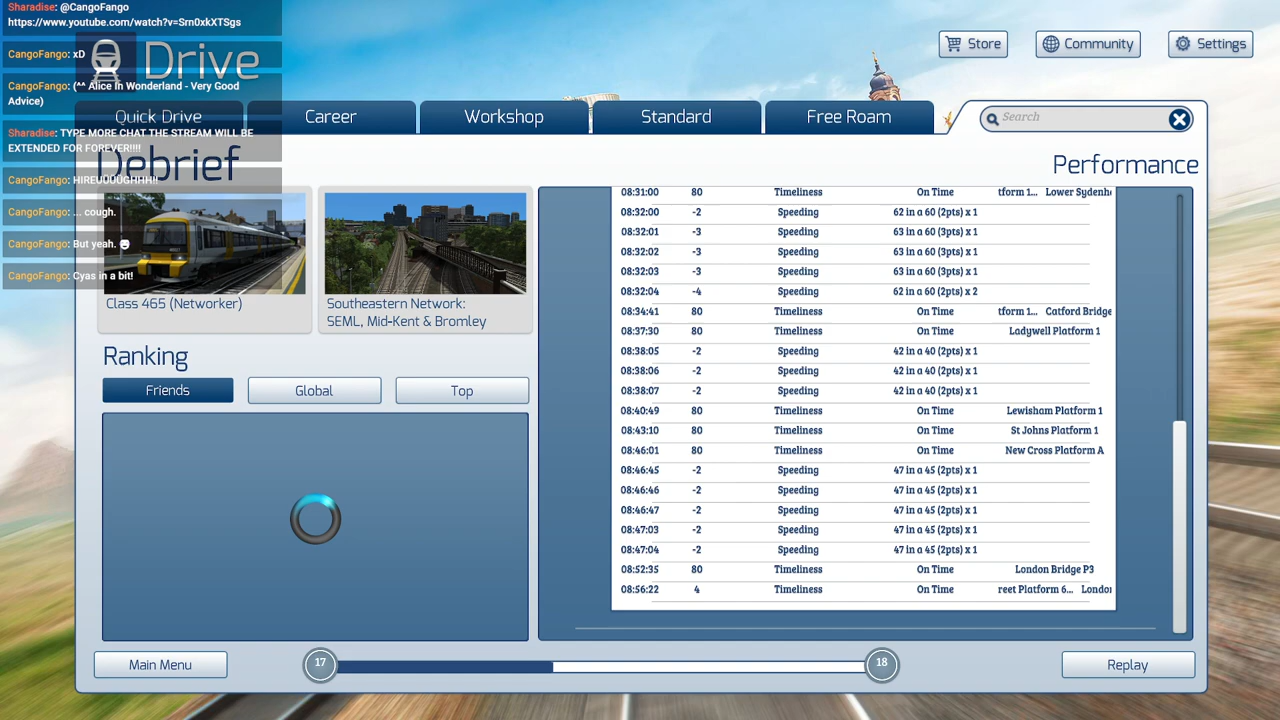 Sharadise: @CangoFango
https://www.youtube.com/watch?v=Srn0xkXTSgs
CangoFango: xD
CangoFango: (^^ Alice In Wonderland - Very Good
Advice)
Sharadise: TYPE MORE CHAT THE STREAM WILL BE
EXTENDED FOR FOREVER!!!!
CangoFango: HIREUÜÜÜGHHH!!
CangoFango: ... cough.
CangoFango: But yeah.
CangoFango: Cyas in a bit!
Drive
Store
Community
Settings
Quick Drive
Career
Workshop
Standard
Free Roam
Search
Debrief
Performance
Class 465 (Networker)
Southeastern Network:
SEML, Mid-Kent & Bromley
Ranking
Friends
Global
Top
08:31:00 80 Timeliness On Time tform 1... Lower Sydenh
08:32:00 -2 Speeding 62 in a 60 (2pts) x 1
08:32:01 -3 Speeding 63 in a 60 (3pts) x 1
08:32:02 -3 Speeding 63 in a 60 (3pts) x 1
08:32:03 -3 Speeding 63 in a 60 (3pts) x 1
08:32:04 -4 Speeding 62 in a 60 (2pts) x 2
08:34:41 80 Timeliness On Time tform 1... Catford Bridge
08:37:30 80 Timeliness On Time Ladywell Platform 1
08:38:05 -2 Speeding 42 in a 40 (2pts) x 1
08:38:06 -2 Speeding 42 in a 40 (2pts) x 1
08:38:07 -2 Speeding 42 in a 40 (2pts) x 1
08:40:49 80 Timeliness On Time Lewisham Platform 1
08:43:10 80 Timeliness On Time St Johns Platform 1
08:46:01 80 Timeliness On Time New Cross Platform A
08:46:45 -2 Speeding 47 in a 45 (2pts) x 1
08:46:46 -2 Speeding 47 in a 45 (2pts) x 1
08:46:47 -2 Speeding 47 in a 45 (2pts) x 1
08:47:03 -2 Speeding 47 in a 45 (2pts) x 1
08:47:04 -2 Speeding 47 in a 45 (2pts) x 1
08:52:35 80 Timeliness On Time London Bridge P3
08:56:22 4 Timeliness On Time reet Platform 6... Londo
Main Menu
17
18
Replay